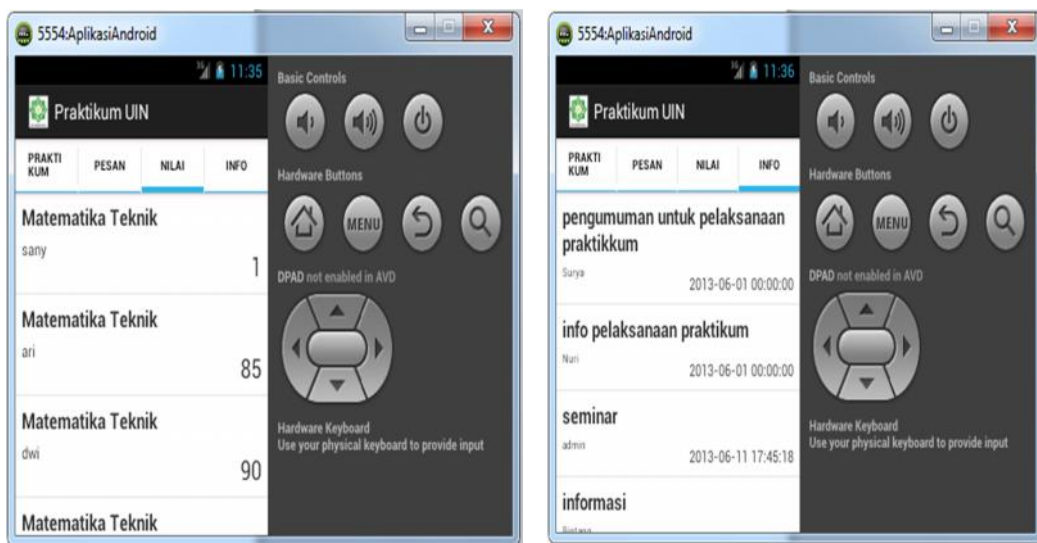 5554:AplikasiAndroid
11:35
Praktikum UIN
PRAKTI
KUM
PESAN
NILAI
INFO
Matematika Teknik
sany
1
Matematika Teknik
ari
85
Matematika Teknik
dwi
90
Matematika Teknik
Basic Controls
Hardware Buttons
MENU
DPAD not enabled in AVD
Hardware Keyboard
Use your physical keyboard to provide input
5554:AplikasiAndroid
11:36
Praktikum UIN
PRAKTI
KUM
PESAN
NILAI
INFO
pengumuman untuk pelaksanaan
praktikkum
Surya
2013-06-01 00:00:00
info pelaksanaan praktikum
Nuri
2013-06-01 00:00:00
seminar
admin
2013-06-11 17:45:18
informasi
Basic Controls
Hardware Buttons
MENU
DPAD not enabled in AVD
Hardware Keyboard
Use your physical keyboard to provide input